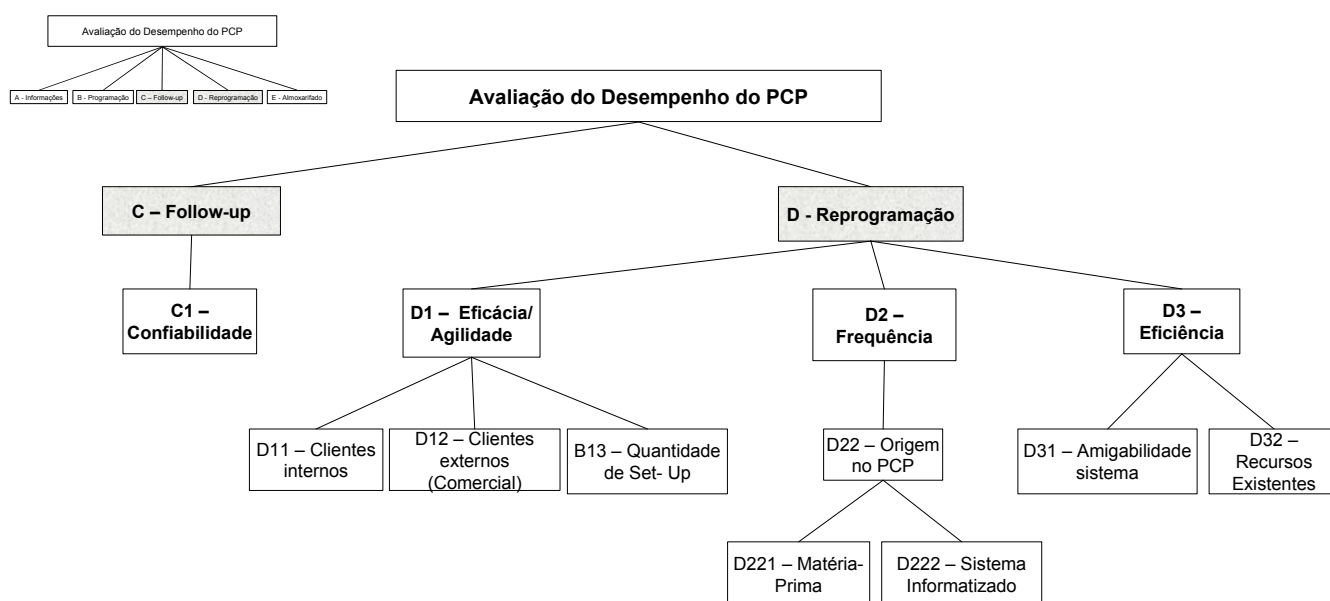 Avaliação do Desempenho do PCP
A - Informações
B - Programação
C – Follow-up
D - Reprogramação
E - Almoxarifado
Avaliação do Desempenho do PCP
C – Follow-up
D - Reprogramação
C1 –
Confiabilidade
D1 – Eficácia/
Agilidade
D2 –
Frequência
D3 –
Eficiência
D11 – Clientes
internos
D12 – Clientes
externos
(Comercial)
B13 – Quantidade
de Set- Up
D22 – Origem
no PCP
D31 – Amigabilidade
sistema
D32 –
Recursos
Existentes
D221 – Matéria-
Prima
D222 – Sistema
Informatizado